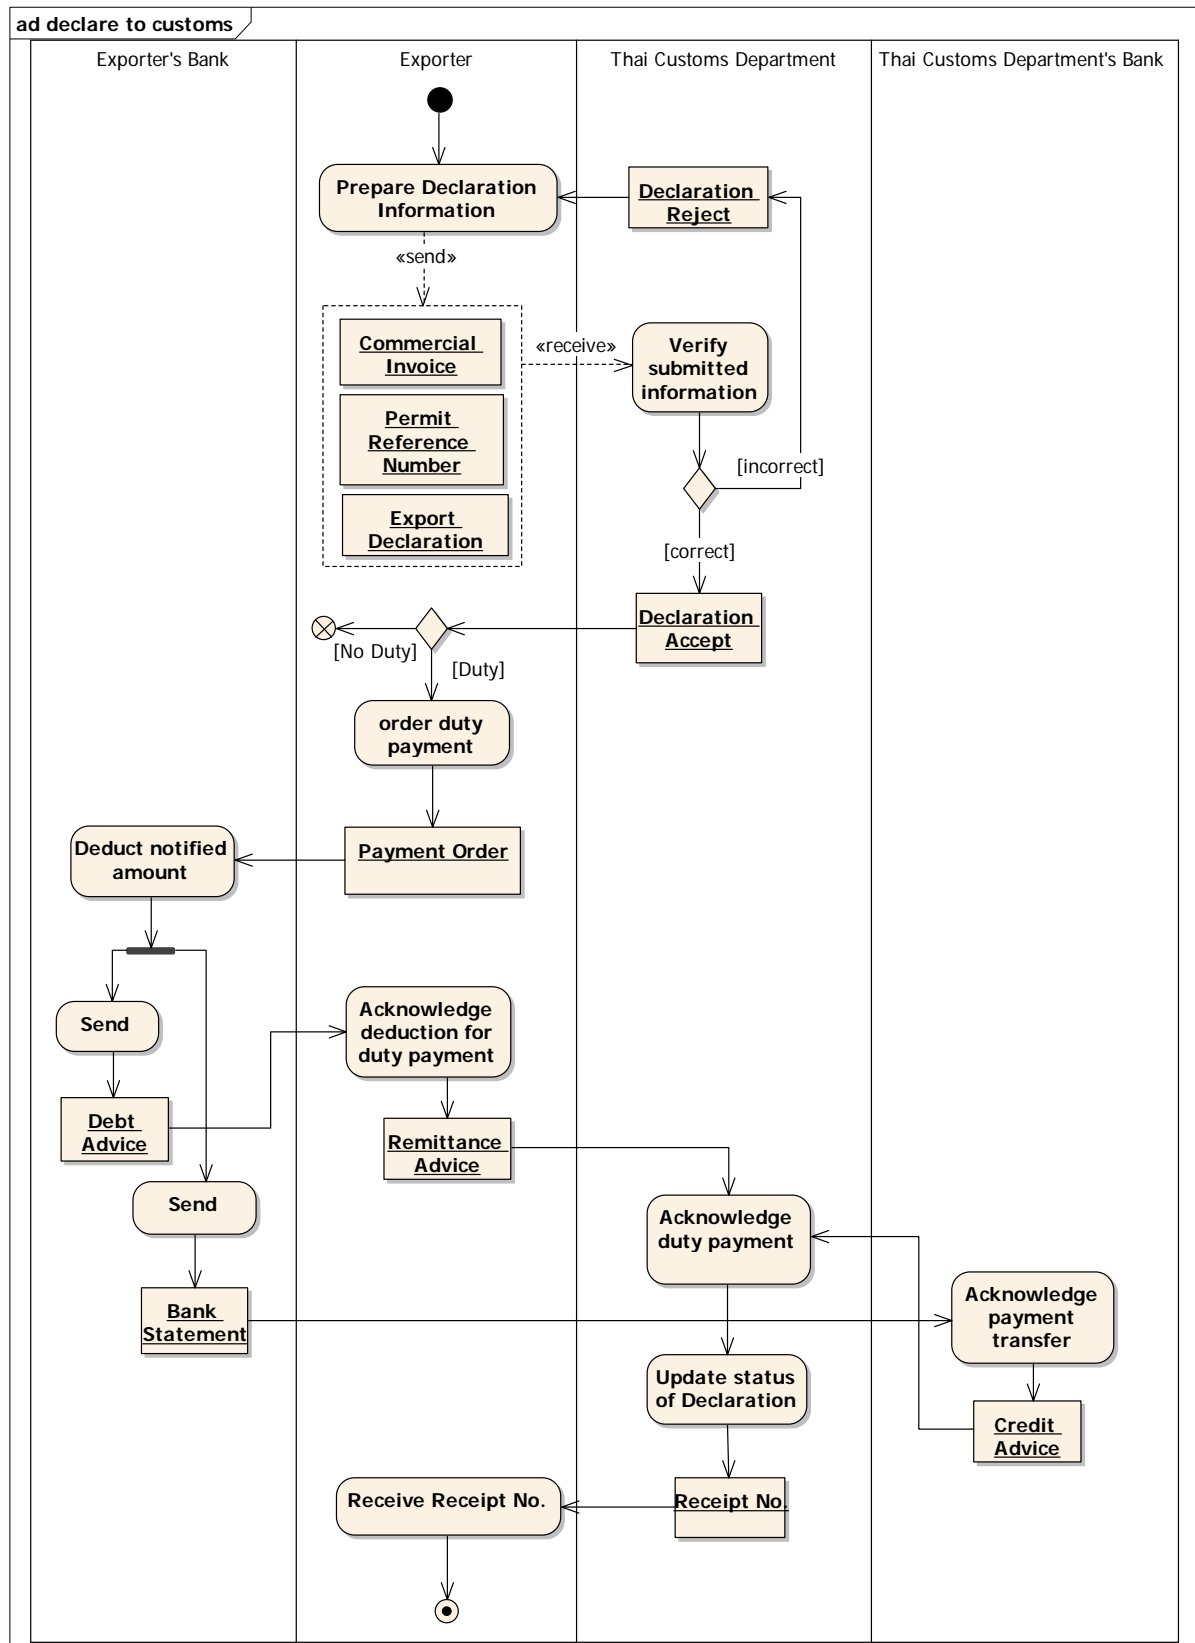 ad declare to customs
Exporter's Bank
Exporter
Thai Customs Department
Thai Customs Department's Bank
Prepare Declaration
Information
Declaration
Reject
«send»
Commercial
Invoice
«receive»
Verify
submitted
information
Permit
Reference
Number
[incorrect]
Export
Declaration
[correct]
Declaration
Accept
[No Duty]
[Duty]
order duty
payment
Deduct notified
amount
Payment Order
Send
Acknowledge
deduction for
duty payment
Debt
Advice
Remittance
Advice
Send
Acknowledge
duty payment
Bank
Statement
Acknowledge
payment
transfer
Update status
of Declaration
Credit
Advice
Receive Receipt No.
Receipt No.